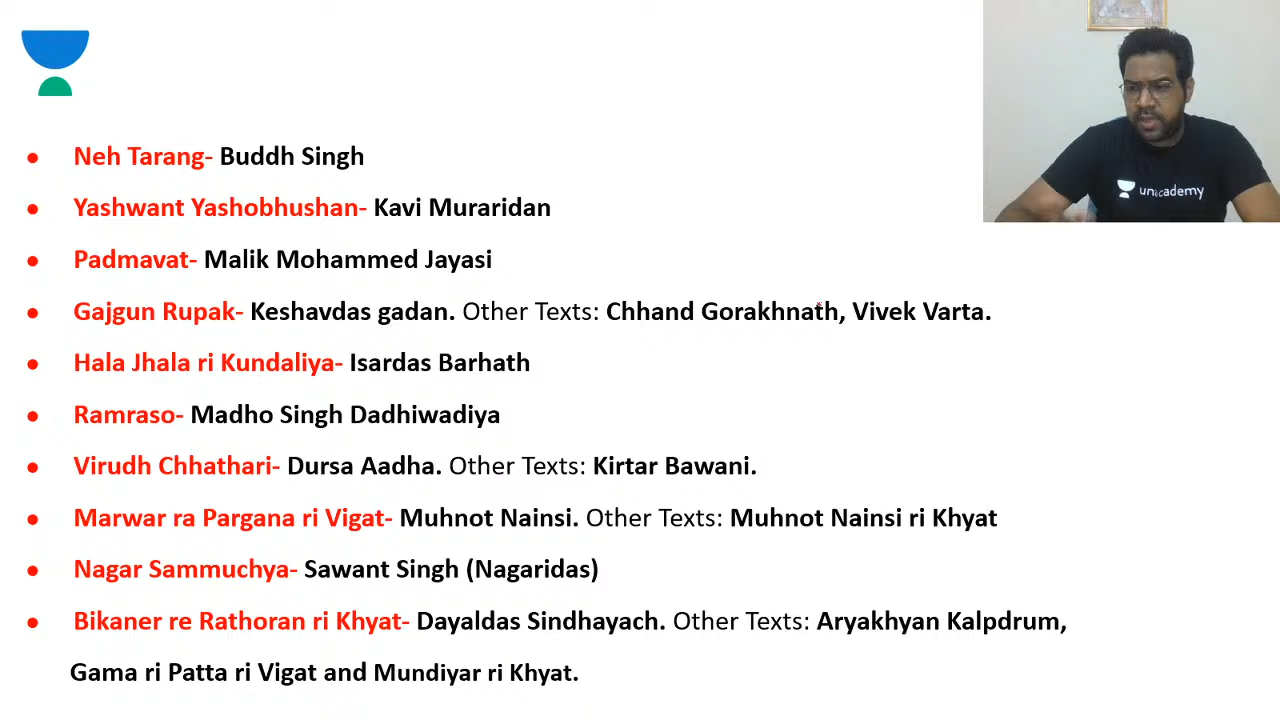 unacademy
Neh Tarang- Buddh Singh
Yashwant Yashobhushan- Kavi Muraridan
Padmavat- Malik Mohammed Jayasi
Gajgun Rupak- Keshavdas gadan. Other Texts: Chhand Gorakhnath, Vivek Varta.
Hala Jhala ri Kundaliya- Isardas Barhath
Ramraso- Madho Singh Dadhiwadiya
Virudh Chhathari- Dursa Aadha. Other Texts: Kirtar Bawani.
Marwar ra Pargana ri Vigat- Muhnot Nainsi. Other Texts: Muhnot Nainsi ri Khyat
Nagar Sammuchya- Sawant Singh (Nagaridas)
Bikaner re Rathoran ri Khyat- Dayaldas Sindhayach. Other Texts: Aryakhyan Kalpdrum,
Gama ri Patta ri Vigat and Mundiyar ri Khyat.